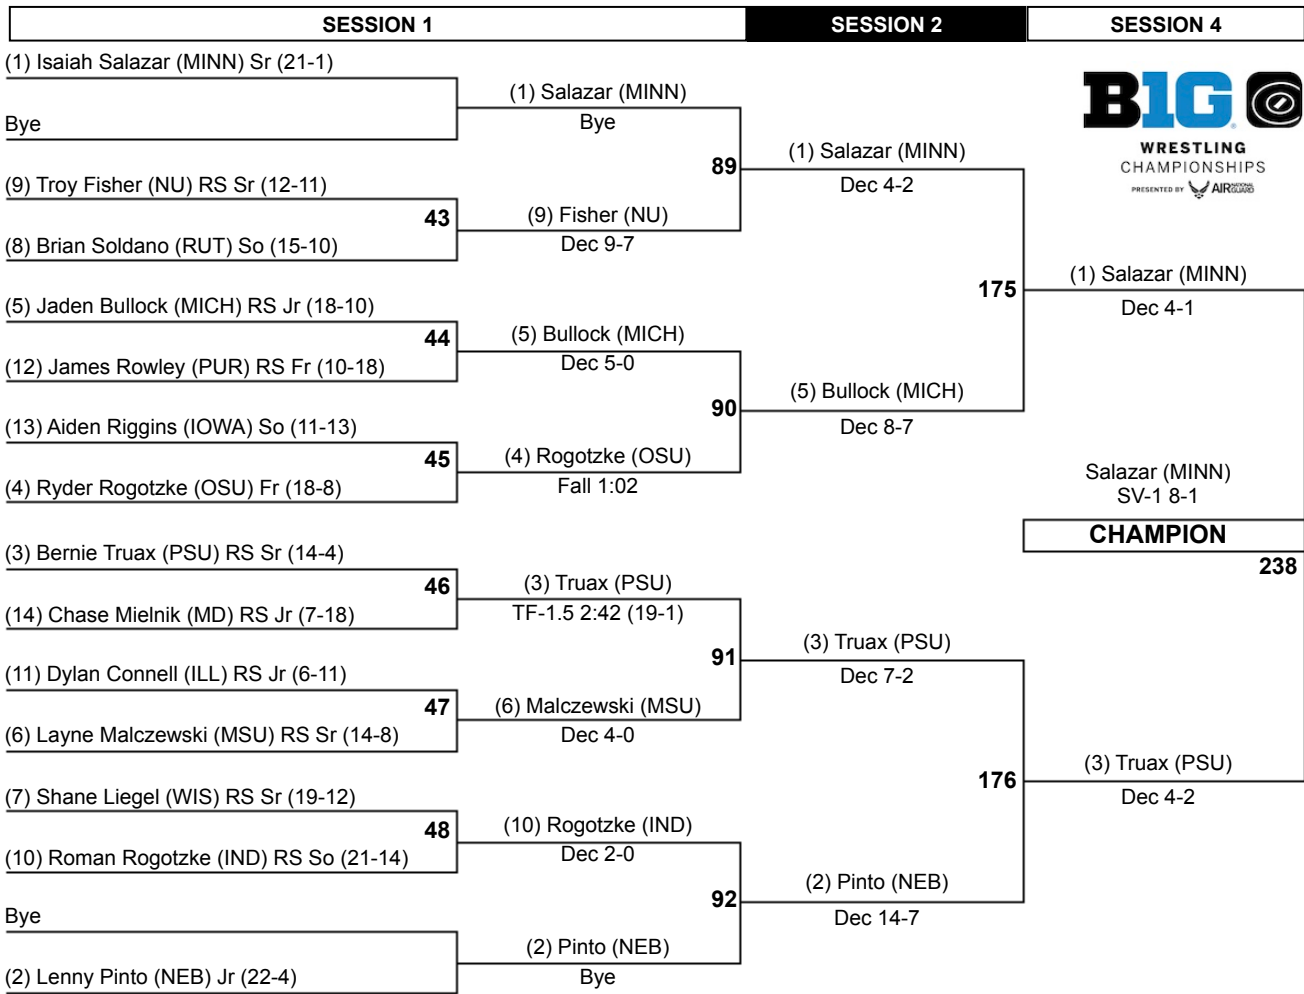 SESSION 1
SESSION 2
SESSION 4
(1) Isaiah Salazar (MINN) Sr (21-1)
Bye
(9) Troy Fisher (NU) RS Sr (12-11)
43
(8) Brian Soldano (RUT) So (15-10)
(5) Jaden Bullock (MICH) RS Jr (18-10)
44
(12) James Rowley (PUR) RS Fr (10-18)
(13) Aiden Riggins (IOWA) So (11-13)
45
(4) Ryder Rogotzke (OSU) Fr (18-8)
(3) Bernie Truax (PSU) RS Sr (14-4)
46
(14) Chase Mielnik (MD) RS Jr (7-18)
(11) Dylan Connell (ILL) RS Jr (6-11)
47
(6) Layne Malczewski (MSU) RS Sr (14-8)
(7) Shane Liegel (WIS) RS Sr (19-12)
48
(10) Roman Rogotzke (IND) RS So (21-14)
Bye
(2) Lenny Pinto (NEB) Jr (22-4)
(1) Salazar (MINN)
Bye
89
(9) Fisher (NU)
Dec 9-7
(5) Bullock (MICH)
Dec 5-0
90
(4) Rogotzke (OSU)
Fall 1:02
(3) Truax (PSU)
TF-1.5 2:42 (19-1)
91
(6) Malczewski (MSU)
Dec 4-0
(10) Rogotzke (IND)
Dec 2-0
92
(2) Pinto (NEB)
Bye
(1) Salazar (MINN)
Dec 4-2
175
(5) Bullock (MICH)
Dec 8-7
(3) Truax (PSU)
Dec 7-2
176
(2) Pinto (NEB)
Dec 14-7
B1G
WRESTLING
CHAMPIONSHIPS
PRESENTED BY AIR NATIONAL GUARD
(1) Salazar (MINN)
Dec 4-1
Salazar (MINN)
SV-1 8-1
CHAMPION
238
(3) Truax (PSU)
Dec 4-2